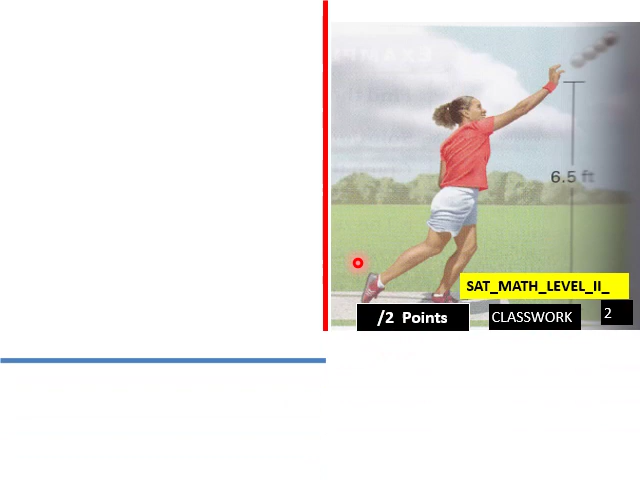 6.5 ft
SAT_MATH_LEVEL_II_
/2 Points
CLASSWORK
2